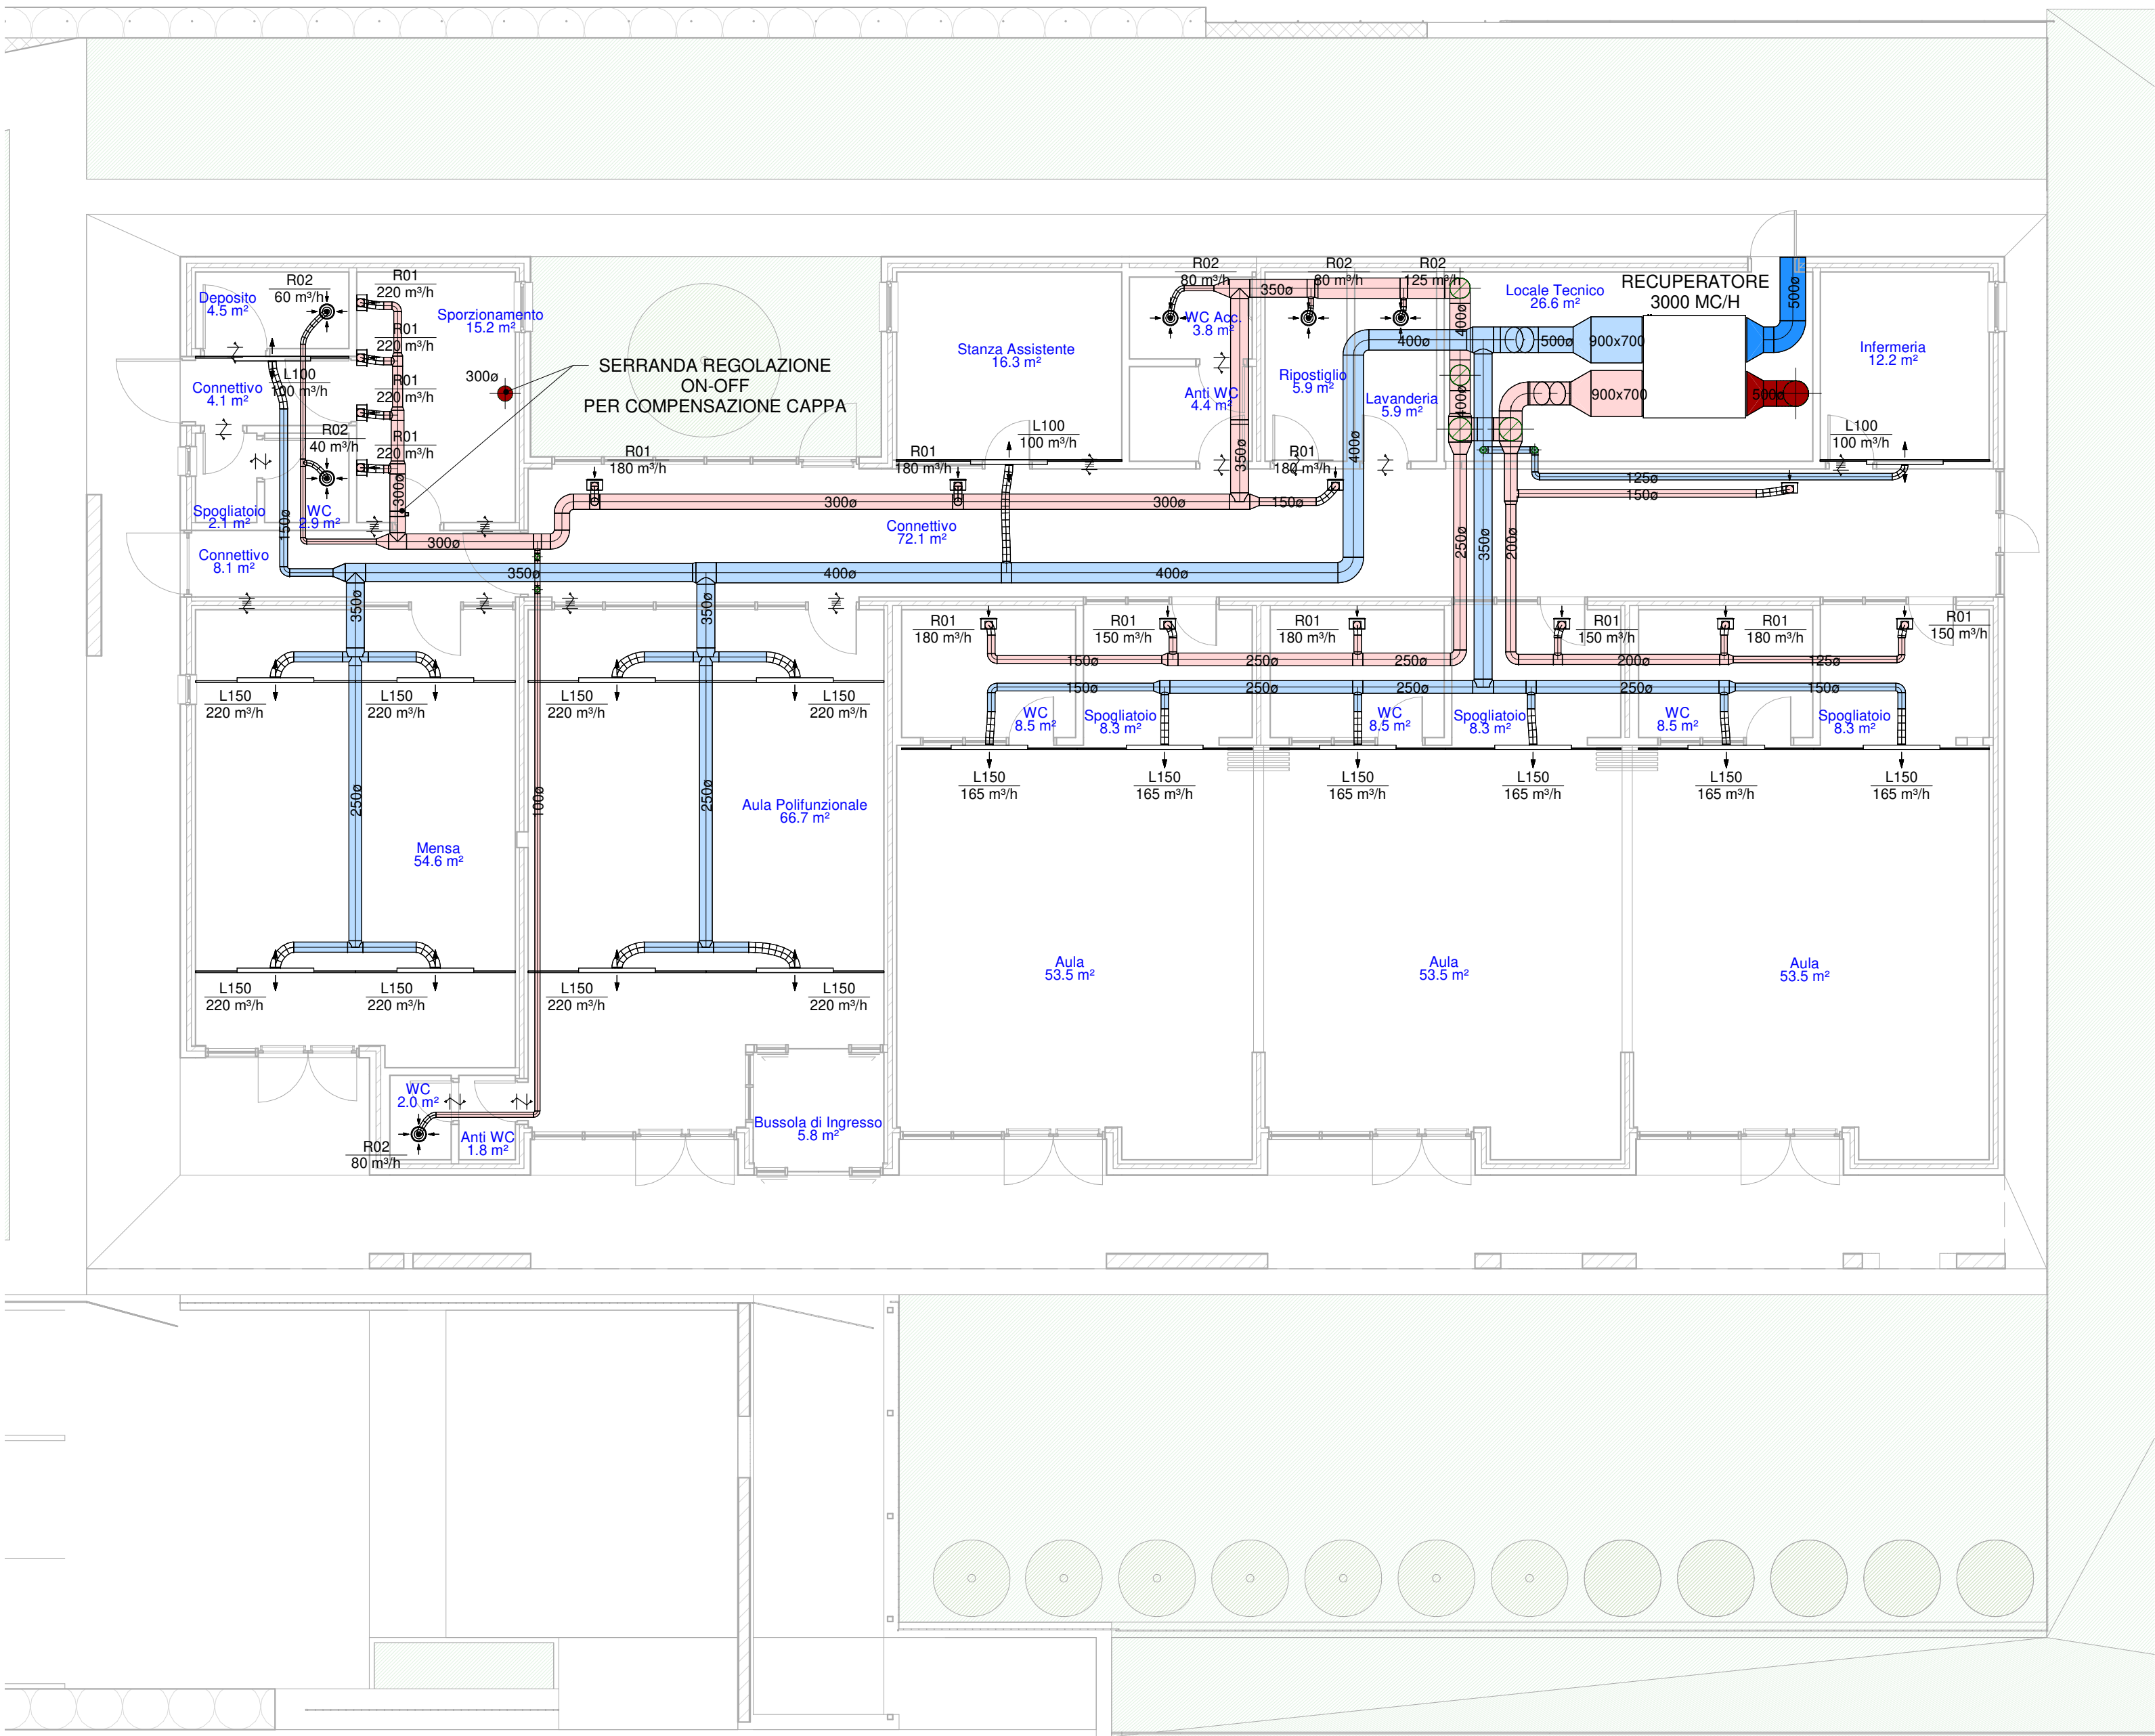 R02
60 m³/h
R01
220 m³/h
Deposito
4.5 m²
Sporzionamento
15.2 m²
R01
220 m³/h
L100
100 m³/h
R01
220 m³/h
Connettivo
4.1 m²
R02
40 m³/h
R01
220 m³/h
300ø
SERRANDA REGOLAZIONE
ON-OFF
PER COMPENSAZIONE CAPPA
Spogliatoio
2.1 m²
WC
2.9 m²
150ø
300ø
Connettivo
8.1 m²
300ø
R01
180 m³/h
R01
180 m³/h
Stanza Assistente
16.3 m²
L100
100 m³/h
R02
80 m³/h
350ø
R02
80 m³/h
R02
125 m³/h
WC Acc.
3.8 m²
Anti WC
4.4 m²
350ø
Ripostiglio
5.9 m²
Lavanderia
5.9 m²
R01
180 m³/h
400ø
400ø
400ø
400ø
Locale Tecnico
26.6 m²
RECUPERATORE
3000 MC/H
500ø
500ø
900x700
900x700
500ø
Infermeria
12.2 m²
L100
100 m³/h
125ø
150ø
300ø
300ø
150ø
Connettivo
72.1 m²
350ø
400ø
400ø
250ø
350ø
200ø
350ø
350ø
R01
180 m³/h
R01
150 m³/h
R01
180 m³/h
R01
150 m³/h
R01
180 m³/h
R01
150 m³/h
150ø
250ø
250ø
200ø
125ø
150ø
250ø
250ø
250ø
150ø
L150
220 m³/h
L150
220 m³/h
L150
220 m³/h
L150
220 m³/h
WC
8.5 m²
Spogliatoio
8.3 m²
WC
8.5 m²
Spogliatoio
8.3 m²
WC
8.5 m²
Spogliatoio
8.3 m²
L150
165 m³/h
L150
165 m³/h
L150
165 m³/h
L150
165 m³/h
L150
165 m³/h
L150
165 m³/h
250ø
100ø
250ø
Aula Polifunzionale
66.7 m²
Mensa
54.6 m²
Aula
53.5 m²
Aula
53.5 m²
Aula
53.5 m²
L150
220 m³/h
L150
220 m³/h
L150
220 m³/h
L150
220 m³/h
WC
2.0 m²
Anti WC
1.8 m²
R02
80 m³/h
Bussola di Ingresso
5.8 m²